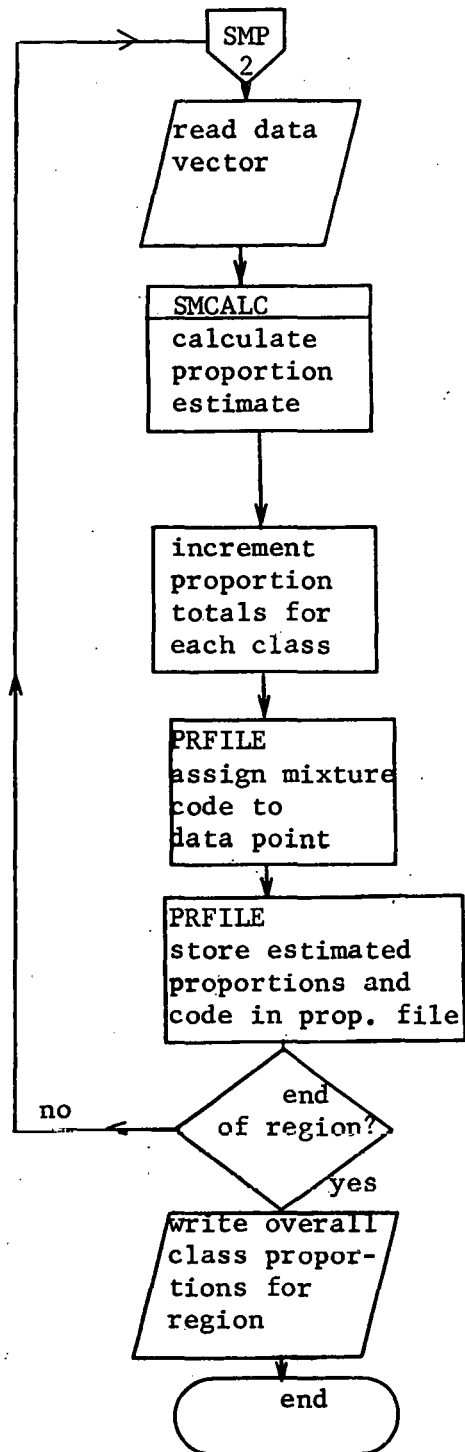 SMP
2
read data
vector
SMCALC
calculate
proportion
estimate
increment
proportion
totals for
each class
PRFILE
assign mixture
code to
data point
PRFILE
store estimated
proportions and
code in prop. file
end
of region?
no
yes
write overall
class propor-
tions for
region
end